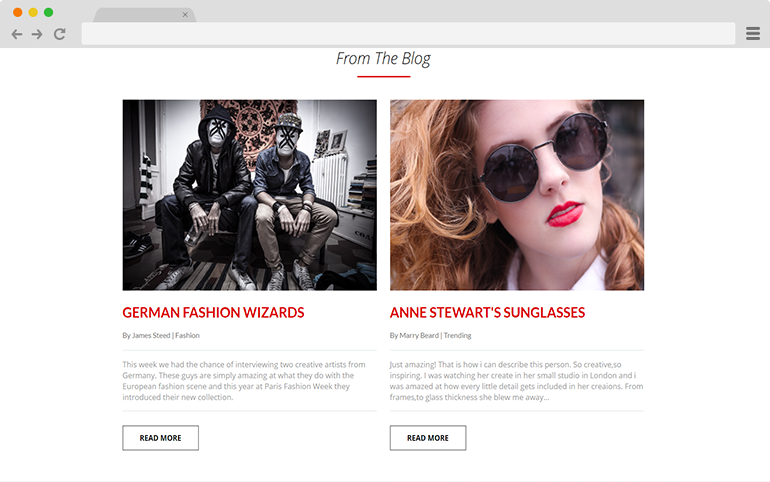 From The Blog
GERMAN FASHION WIZARDS
By James Steed | Fashion
This week we had the chance of interviewing two creative artists from
Germany. These guys are simply amazing at what they do with the
European fashion scene and this year at Paris Fashion Week they
introduced their new collection.
READ MORE
ANNE STEWART'S SUNGLASSES
By Marry Beard | Trending
Just amazing! That is how i can describe this person. So creative,so
inspiring. I was watching her create in her small studio in London and i
was amazed at how every little detail gets included in her creaions. From
frames,to glass thickness she blew me away...
READ MORE